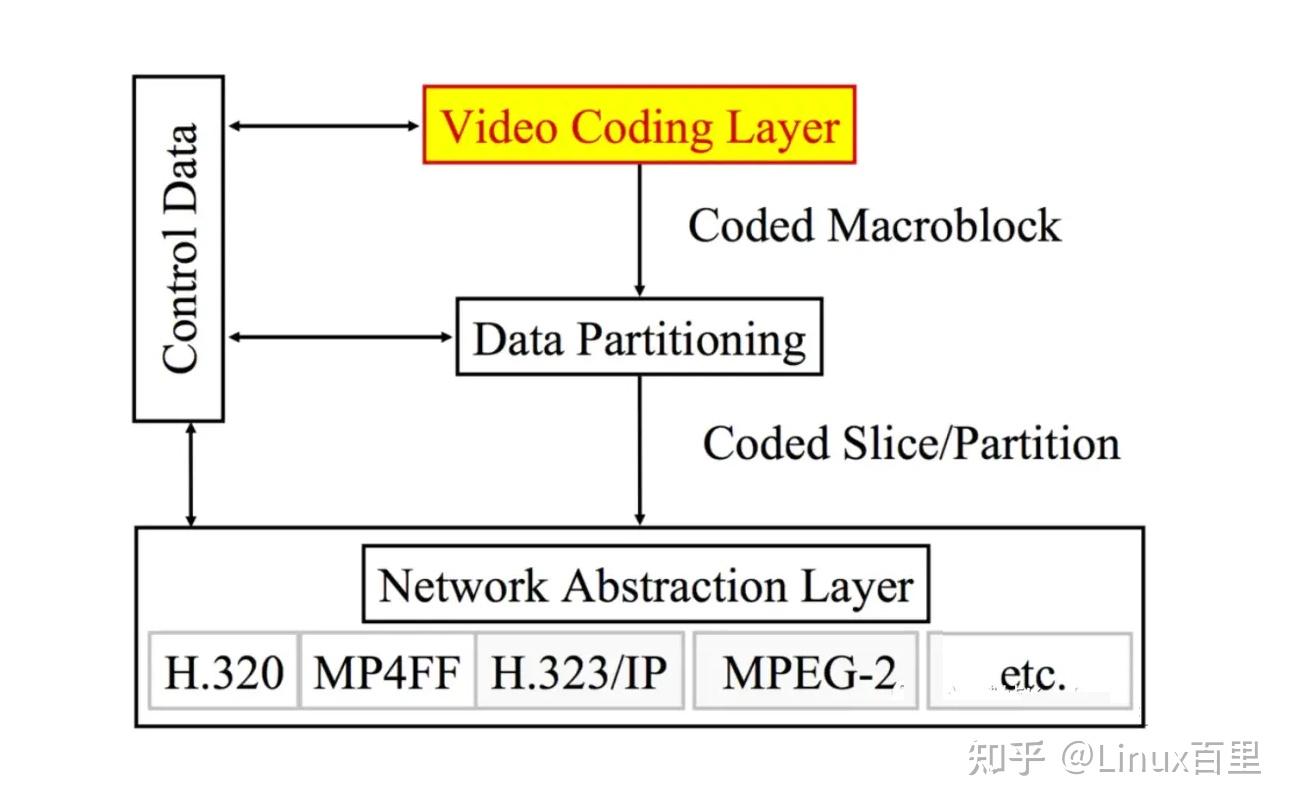 Control Data
Video Coding Layer
Coded Macroblock
Data Partitioning
Coded Slice/Partition
Network Abstraction Layer
H.320 MP4FF H.323/IP MPEG-2 etc.
知乎 @Linux百里